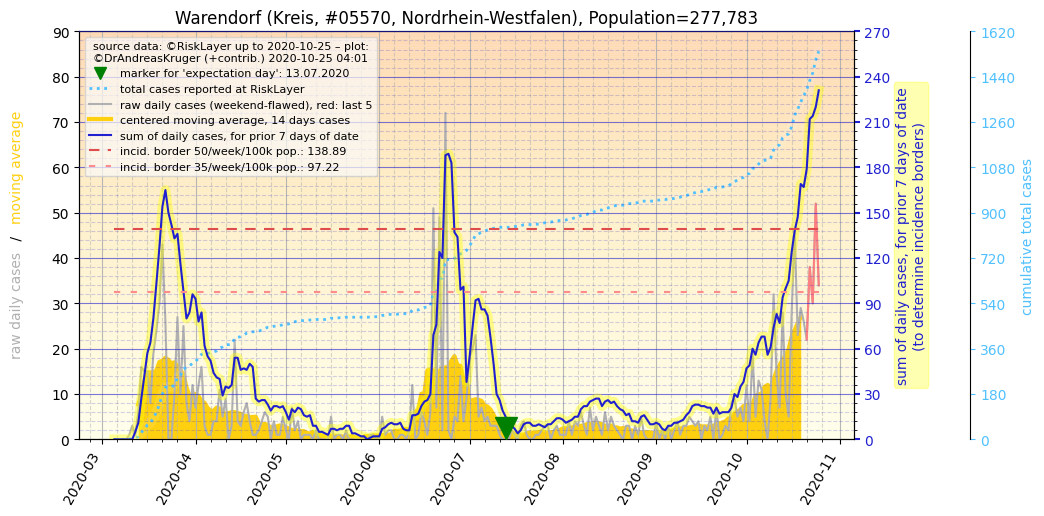 Warendorf (Kreis, #05570, Nordrhein-Westfalen), Population=277,783
source data: ©RiskLayer up to 2020-10-25 – plot:
©DrAndreasKruger (+contrib.) 2020-10-25 04:01
marker for 'expectation day': 13.07.2020
total cases reported at RiskLayer
raw daily cases (weekend-flawed), red: last 5
centered moving average, 14 days cases
sum of daily cases, for prior 7 days of date
incid. border 50/week/100k pop.: 138.89
incid. border 35/week/100k pop.: 97.22
raw daily cases / moving average
90
80
70
60
50
40
30
20
10
0
270
240
210
180
150
120
90
60
30
0
sum of daily cases, for prior 7 days of date
(to determine incidence borders)
1620
1440
1260
1080
900
720
540
360
180
0
cumulative total cases
2020-03
2020-04
2020-05
2020-06
2020-07
2020-08
2020-09
2020-10
2020-11